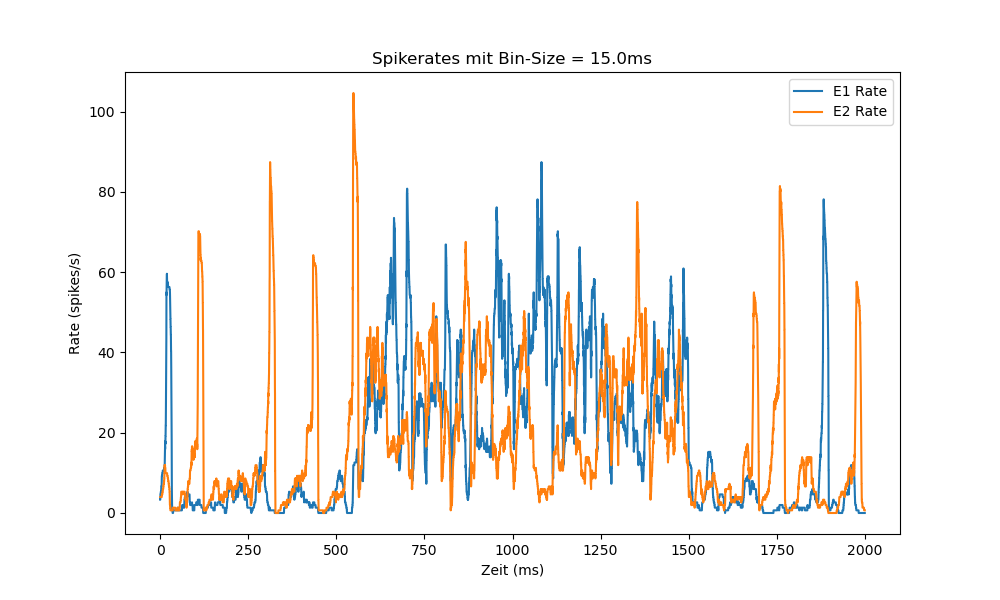 Spikerates mit Bin-Size = 15.0ms
E1 Rate
E2 Rate
Rate (spikes/s)
100
80
60
40
20
0
0 250 500 750 1000 1250 1500 1750 2000
Zeit (ms)